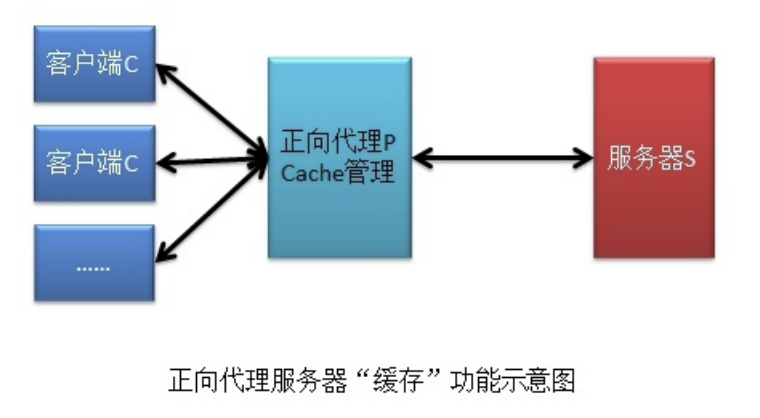 客户端C
客户端C
......
正向代理P
Cache管理
服务器S
正向代理服务器“缓存”功能示意图